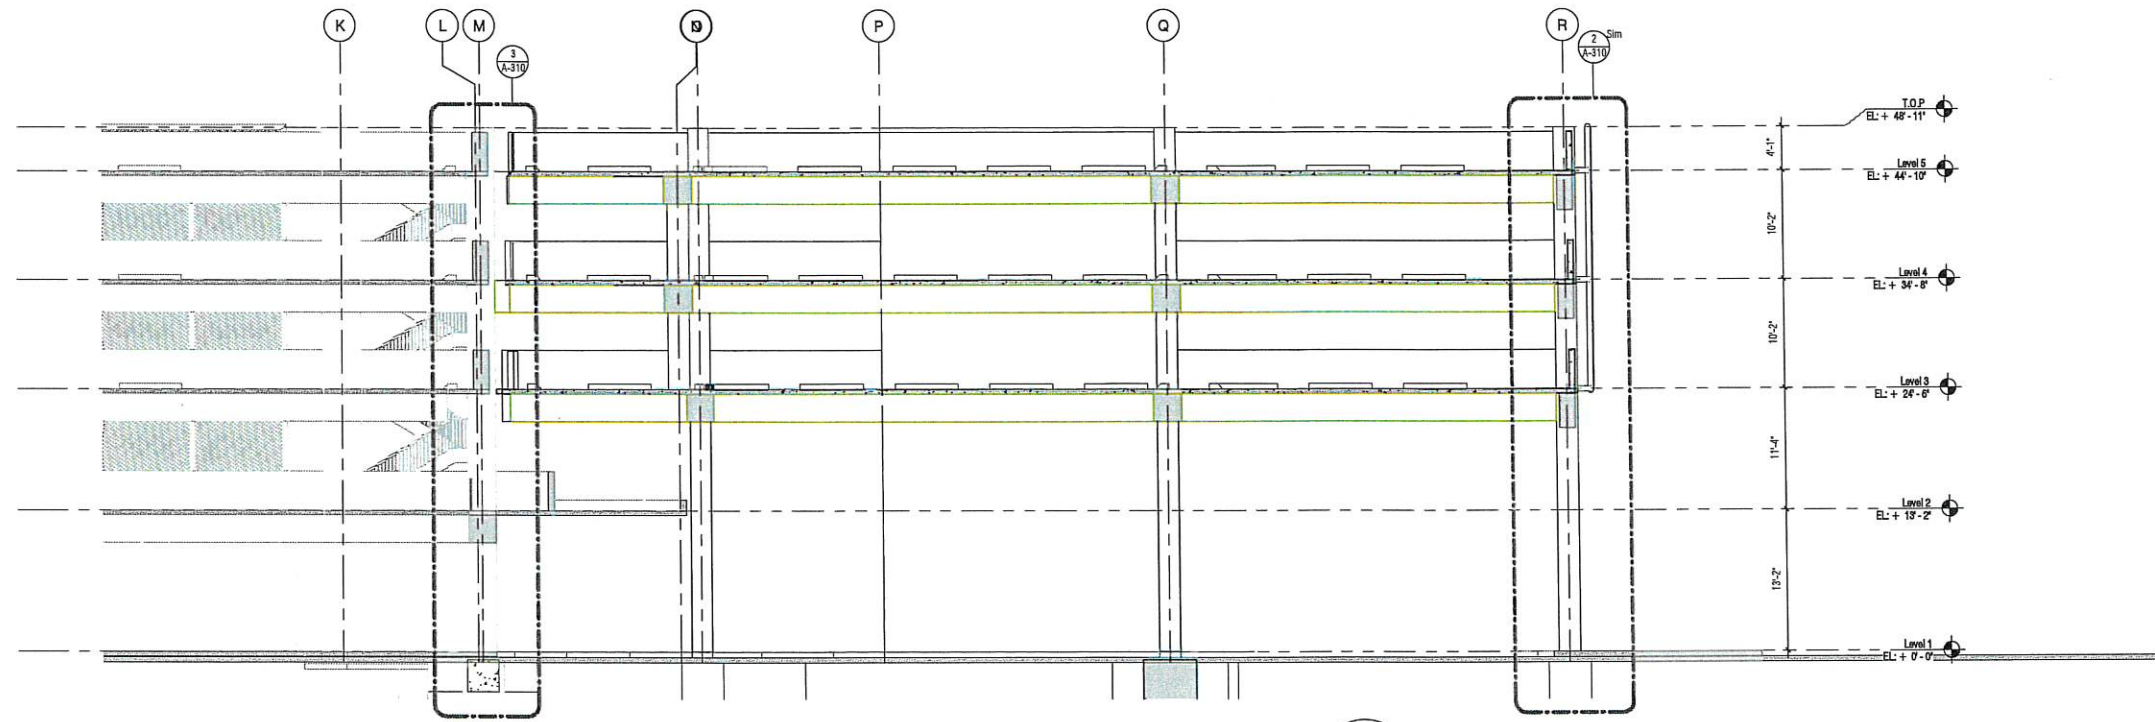 K
L
M
P
Q
R
3
A-310
2
A-310
Sim
T.O.P
EL: + 48'-11"
4'-1"
Level 5
EL: + 44'-10"
10'-2"
Level 4
EL: + 34'-8"
10'-2"
Level 3
EL: + 24'-6"
11'-4"
Level 2
EL: + 13'-2"
13'-2"
Level 1
EL: + 0'-0"